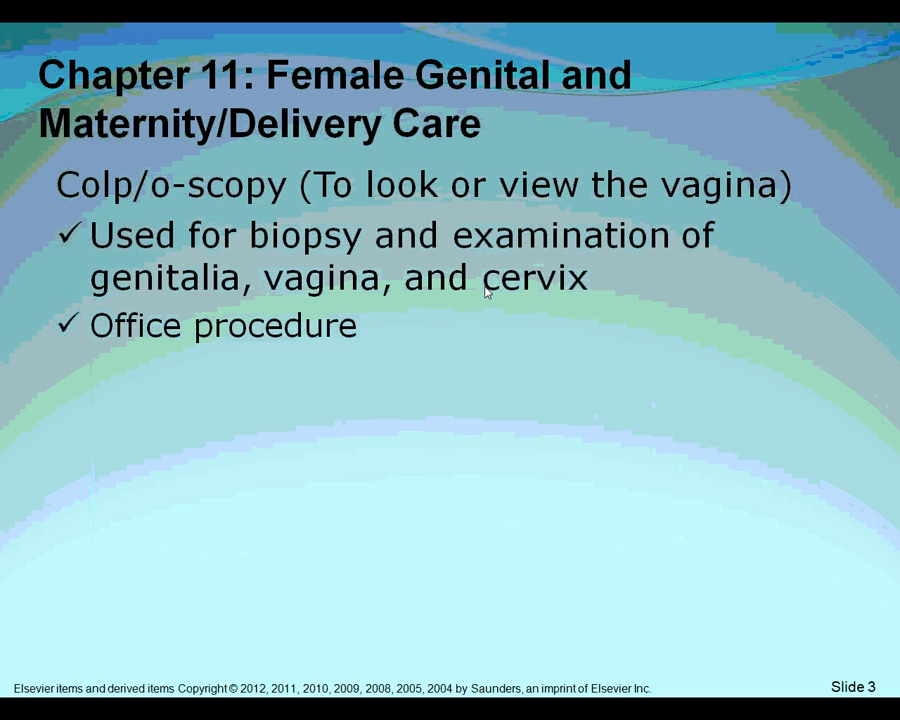 Chapter 11: Female Genital and
Maternity/Delivery Care
Colp/o-scopy (To look or view the vagina)
✓ Used for biopsy and examination of
genitalia, vagina, and cervix
✓ Office procedure
Elsevier items and derived items Copyright © 2012, 2011, 2010, 2009, 2008, 2005, 2004 by Saunders, an imprint of Elsevier Inc.
Slide 3